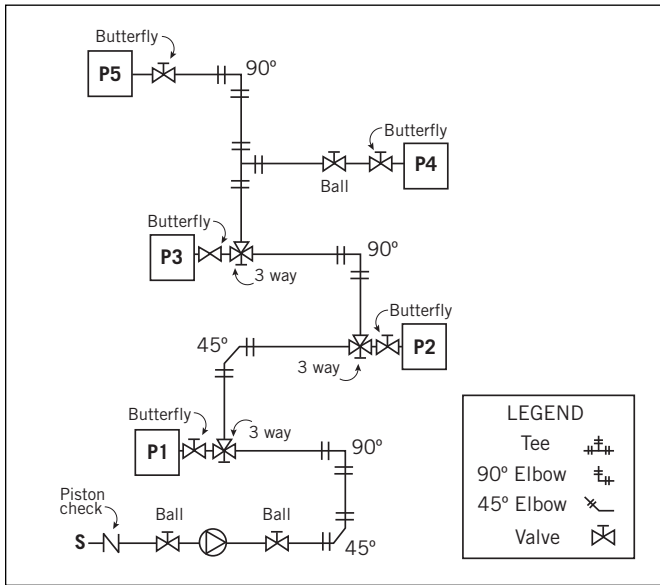 Butterfly
P5
90º
Butterfly
P4
Ball
Butterfly
P3
3 way
90º
Butterfly
45º
P2
3 way
Butterfly
3 way
P1
90º
Piston
check
Ball
Ball
S
45º
LEGEND
Tee
90º Elbow
45º Elbow
Valve